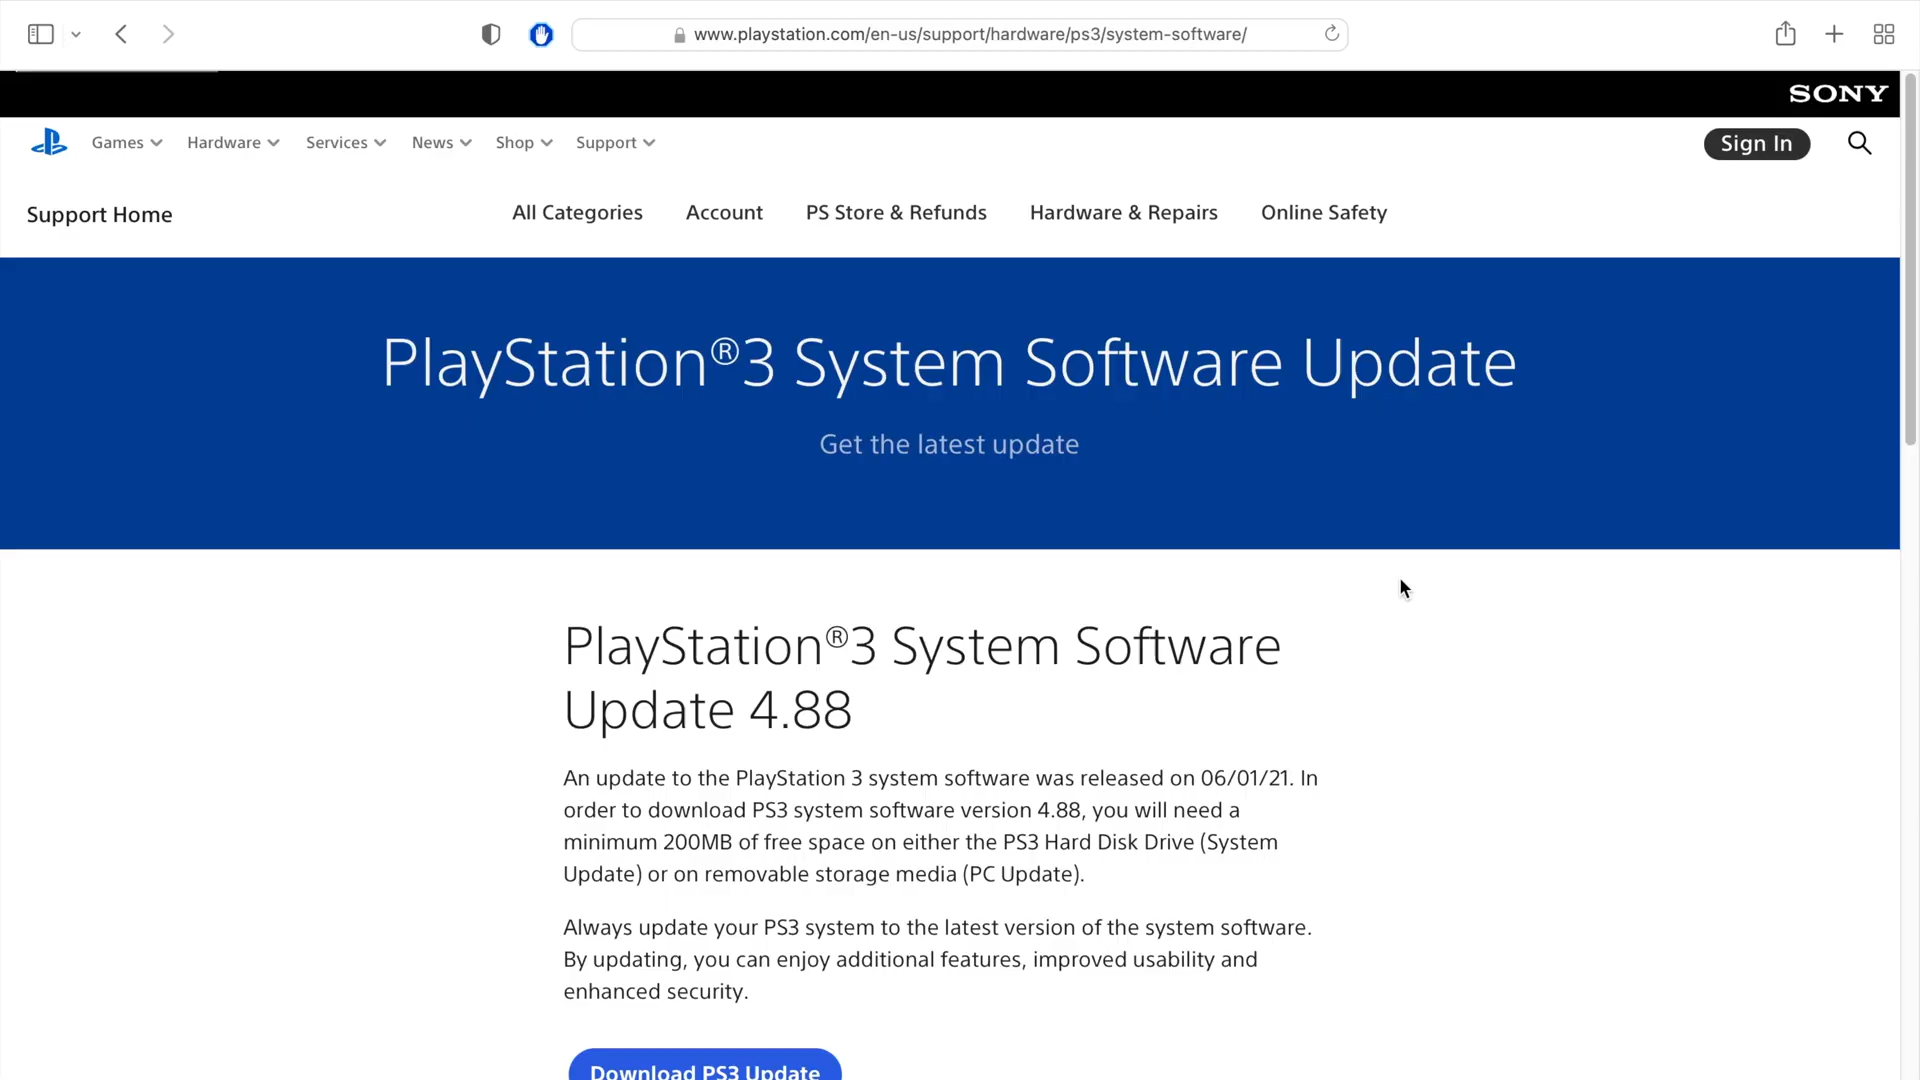 www.playstation.com/en-us/support/hardware/ps3/system-software/
SONY
Games Hardware Services News Shop Support
Sign In
Support Home
All Categories Account PS Store & Refunds Hardware & Repairs Online Safety
PlayStation®3 System Software Update
Get the latest update
PlayStation®3 System Software
Update 4.88
An update to the PlayStation 3 system software was released on 06/01/21. In
order to download PS3 system software version 4.88, you will need a
minimum 200MB of free space on either the PS3 Hard Disk Drive (System
Update) or on removable storage media (PC Update).
Always update your PS3 system to the latest version of the system software.
By updating, you can enjoy additional features, improved usability and
enhanced security.
Download PS3 Update